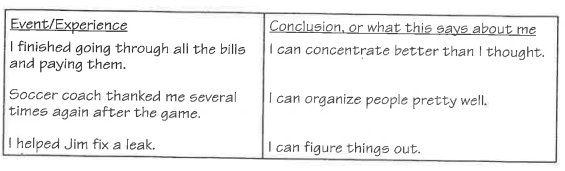 Event/Experience
Conclusion, or what this says about me
I finished going through all the bills
and paying them.
I can concentrate better than I thought.
Soccer coach thanked me several
times again after the game.
I can organize people pretty well.
I helped Jim fix a leak.
I can figure things out.